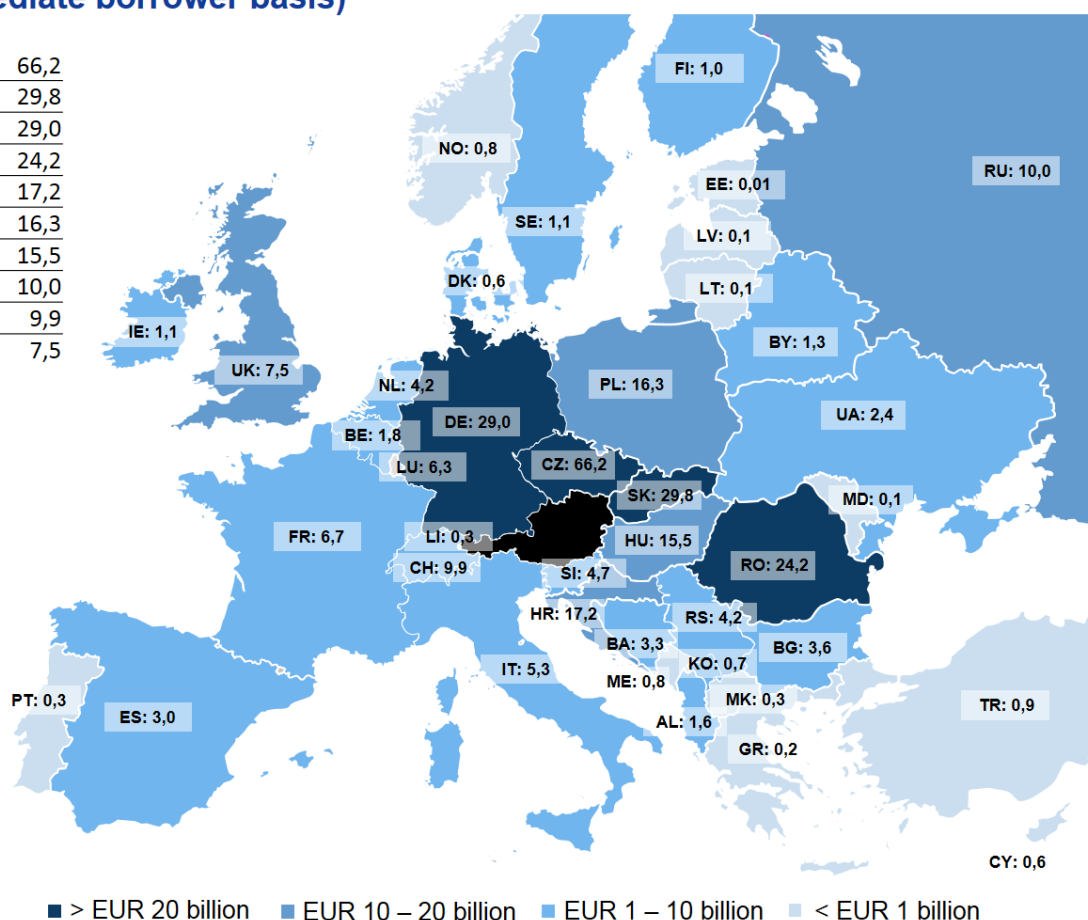 ediate borrower basis)
66,2
29,8
29,0
24,2
17,2
16,3
15,5
10,0
9,9
7,5
FI: 1,0
NO: 0,8
RU: 10,0
EE: 0,01
SE: 1,1
LV: 0,1
DK: 0,6
LT: 0,1
IE: 1,1
BY: 1,3
UK: 7,5
NL: 4,2
PL: 16,3
UA: 2,4
DE: 29,0
BE: 1,8
CZ: 66,2
LU: 6,3
SK: 29,8
MD: 0,1
FR: 6,7
LI: 0,3
HU: 15,5
CH: 9,9
SI: 4,7
RO: 24,2
HR: 17,2
RS: 4,2
BA: 3,3
BG: 3,6
IT: 5,3
KO: 0,7
ME: 0,8
PT: 0,3
MK: 0,3
TR: 0,9
ES: 3,0
AL: 1,6
GR: 0,2
CY: 0,6
> EUR 20 billion EUR 10 – 20 billion EUR 1 – 10 billion < EUR 1 billion